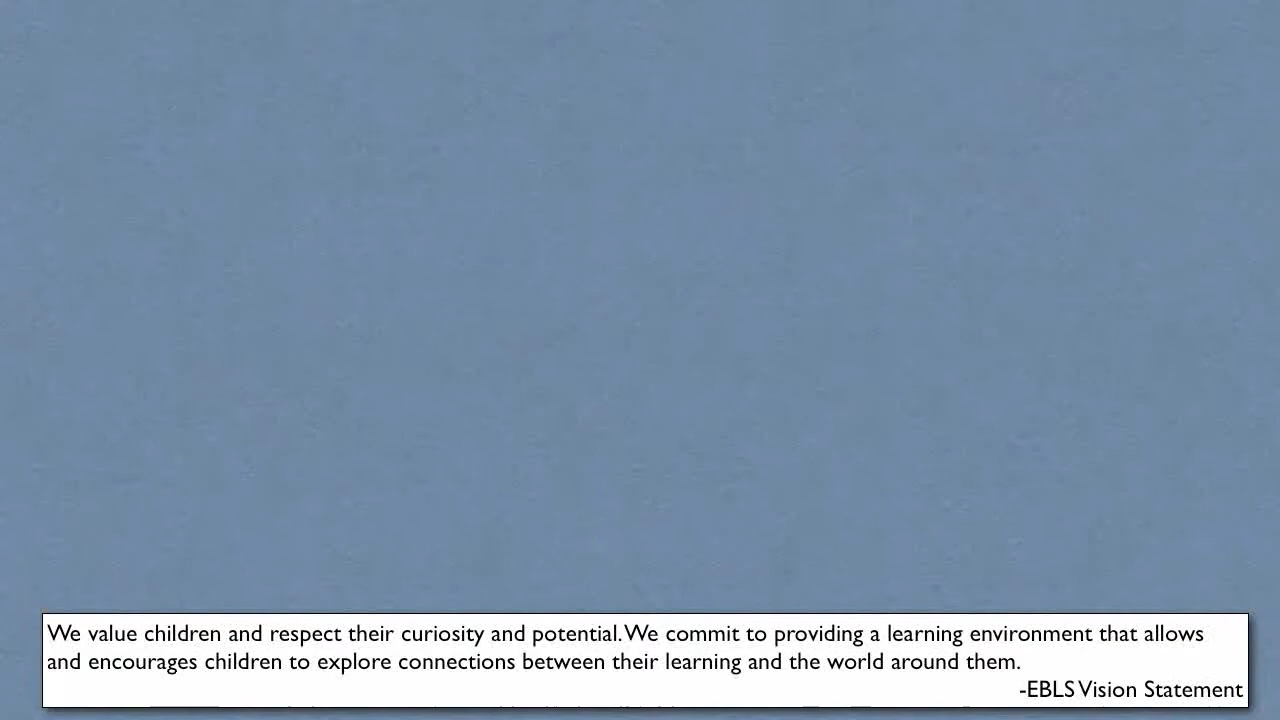 We value children and respect their curiosity and potential. We commit to providing a learning environment that allows
and encourages children to explore connections between their learning and the world around them.
-EBLS Vision Statement